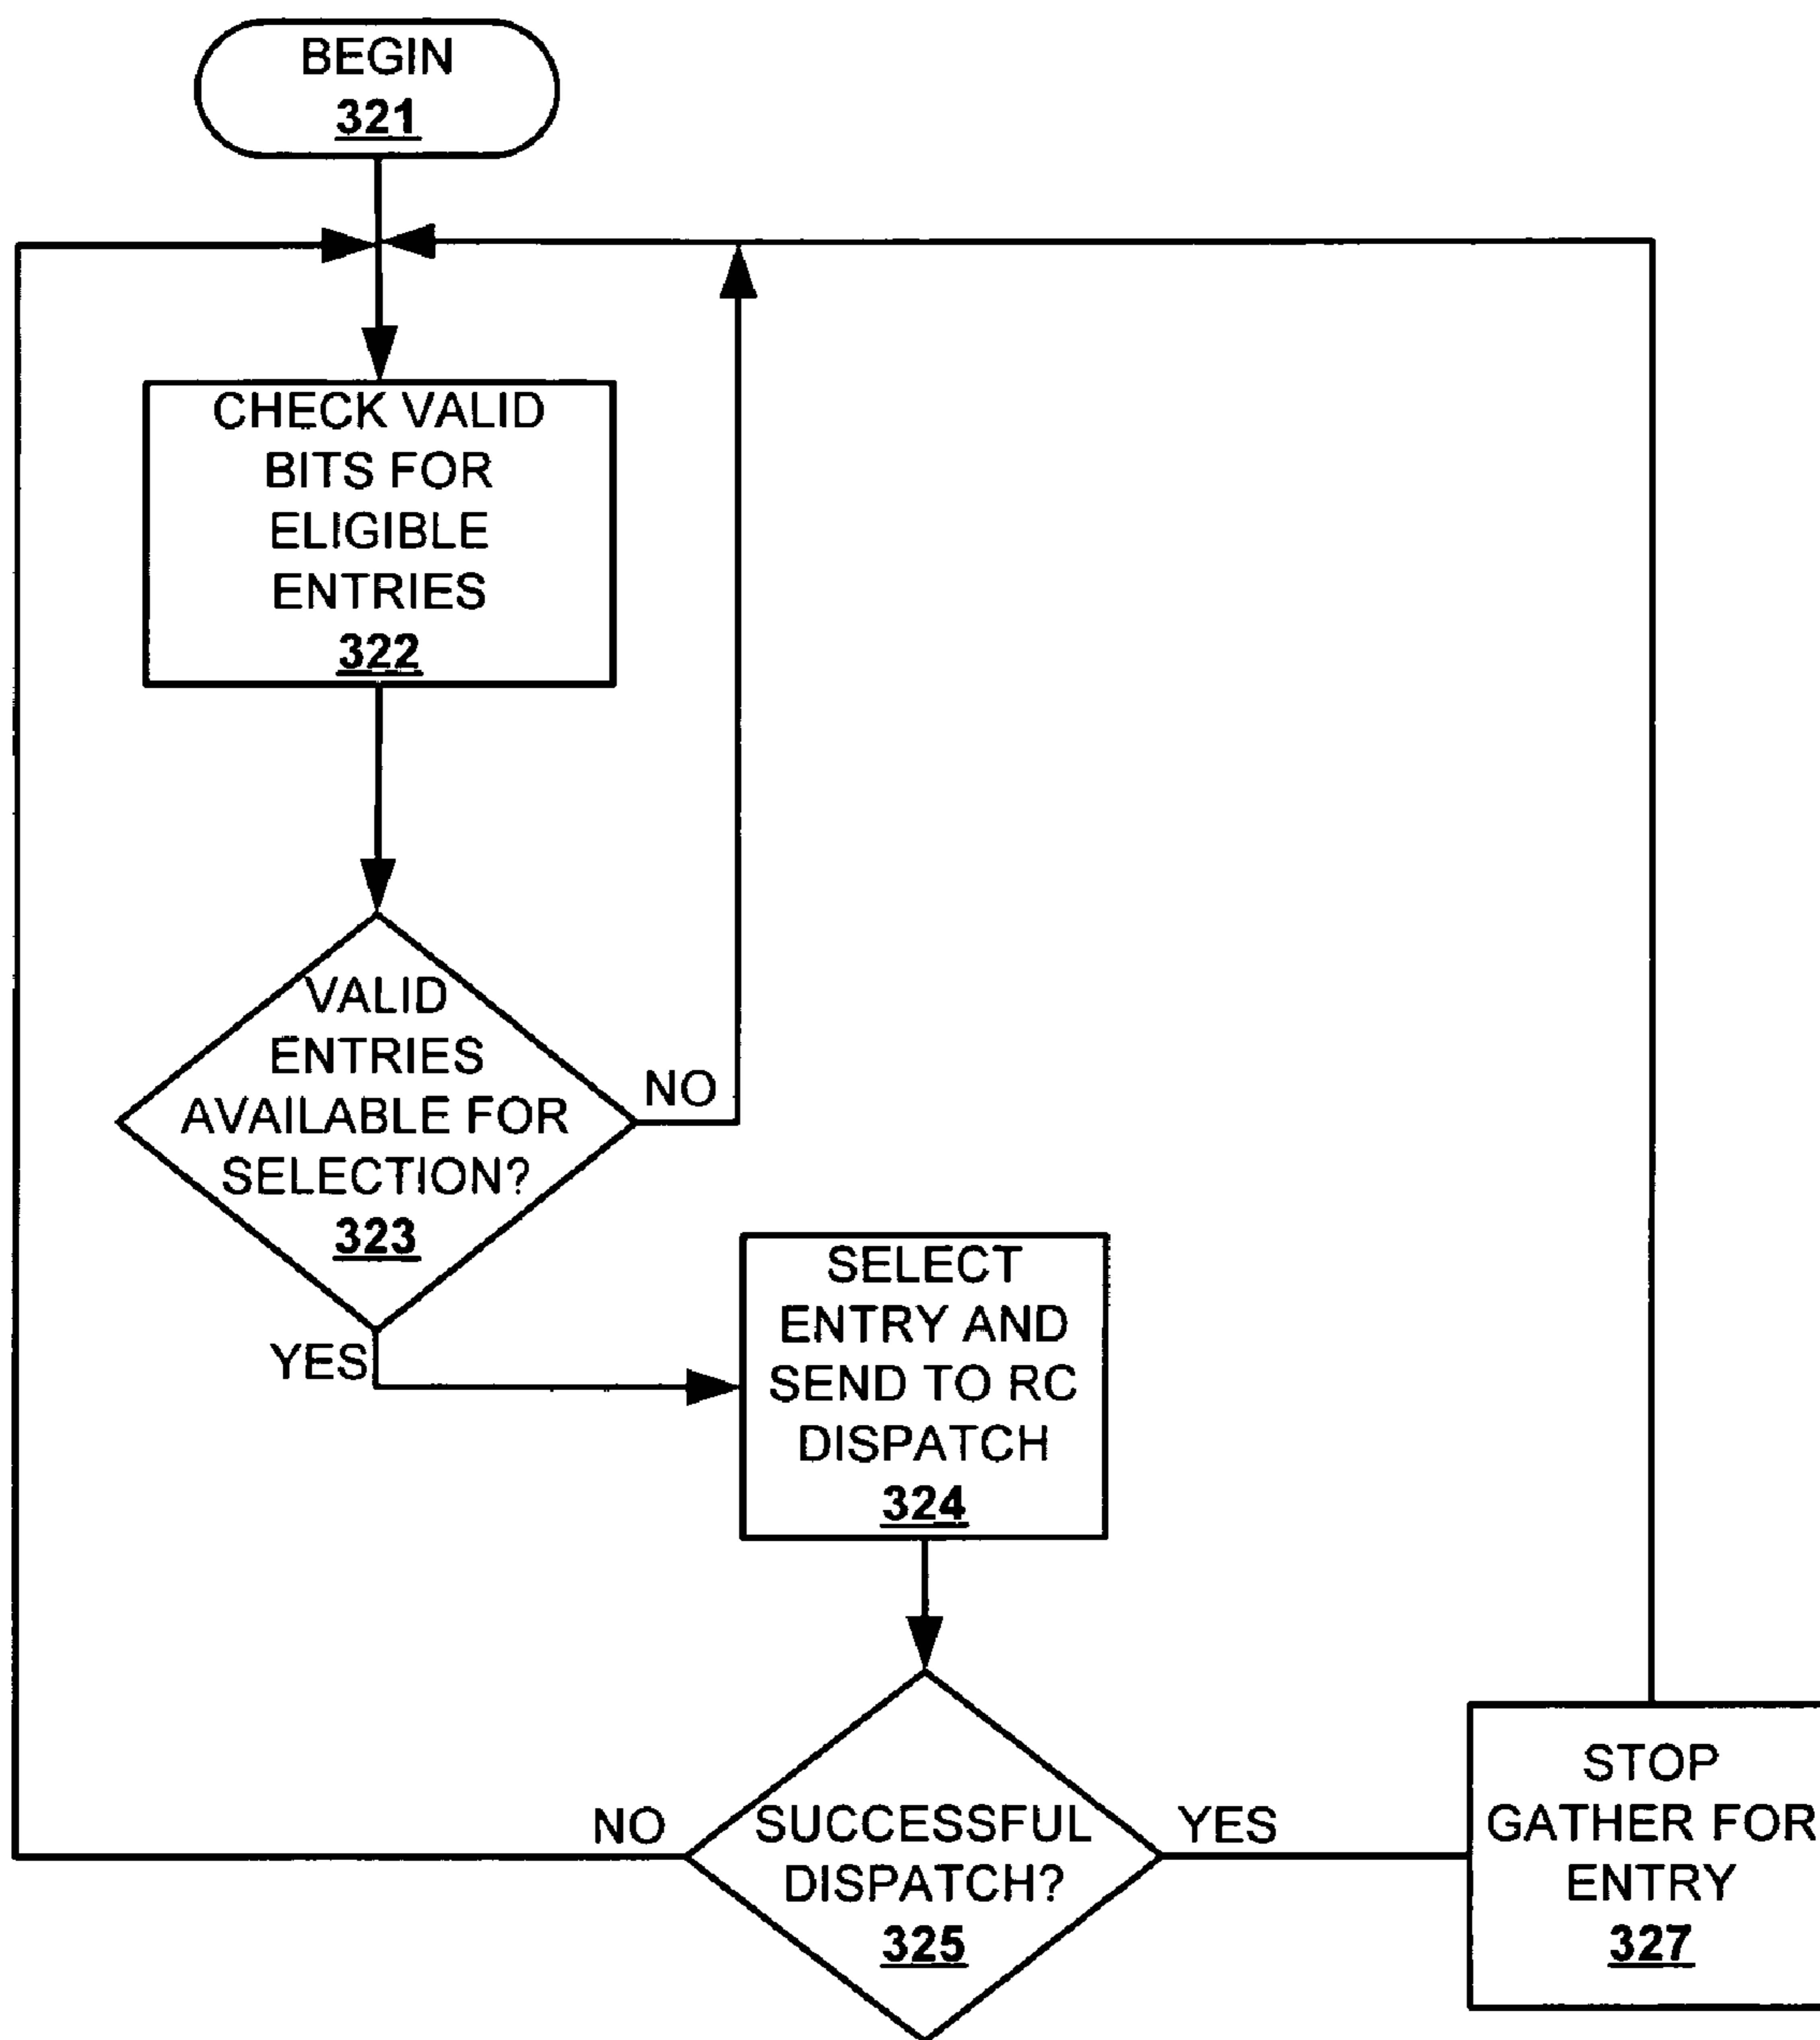 BEGIN
321
CHECK VALID
BITS FOR
ELIGIBLE
ENTRIES
322
VALID
ENTRIES
AVAILABLE FOR
SELECTION?
323
NO
YES
SELECT
ENTRY AND
SEND TO RC
DISPATCH
324
NO
SUCCESSFUL
DISPATCH?
325
YES
STOP
GATHER FOR
ENTRY
327